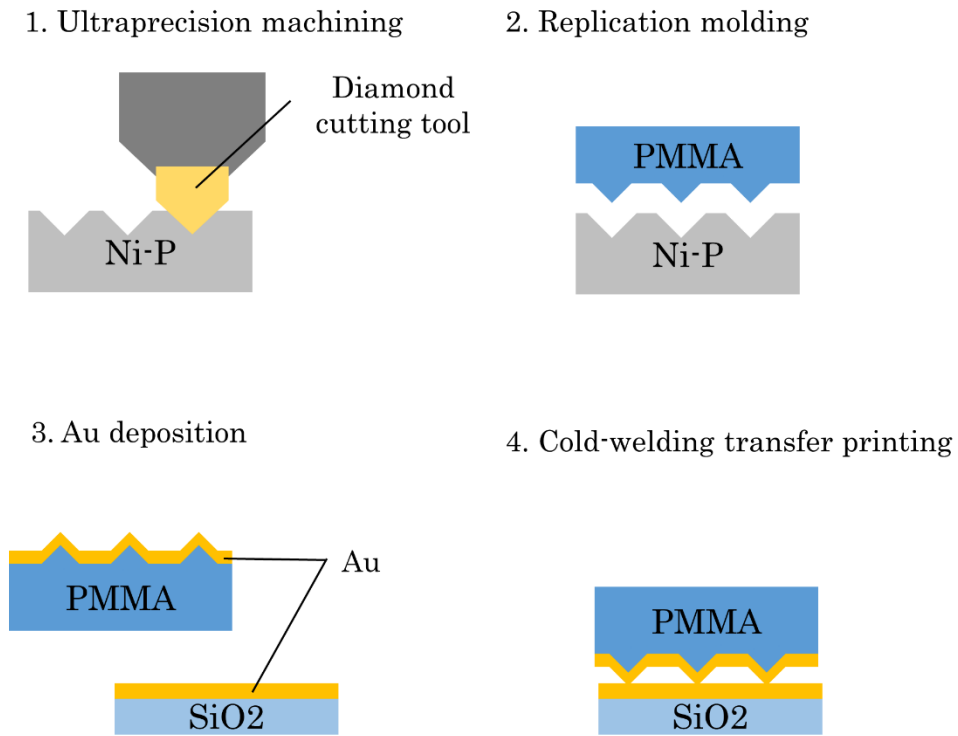 1. Ultraprecision machining
Diamond
cutting tool
Ni-P
2. Replication molding
PMMA
Ni-P
3. Au deposition
Au
PMMA
SiO2
4. Cold-welding transfer printing
PMMA
SiO2